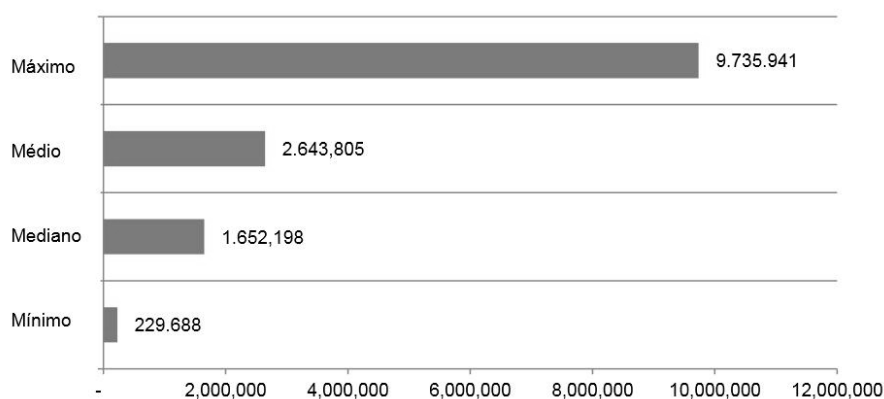 Máximo 9.735.941
Médio 2.643,805
Mediano 1.652,198
Mínimo 229.688
- 2,000,000 4,000,000 6,000,000 8,000,000 10,000,000 12,000,000